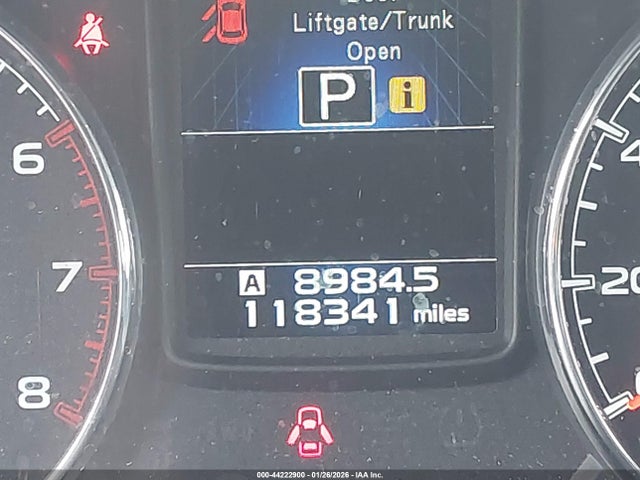 Liftgate/Trunk
Open
P i
6
7
8
4
20
A 8984.5
118341 miles
000-44222900 - 01/26/2026 - IAA Inc.